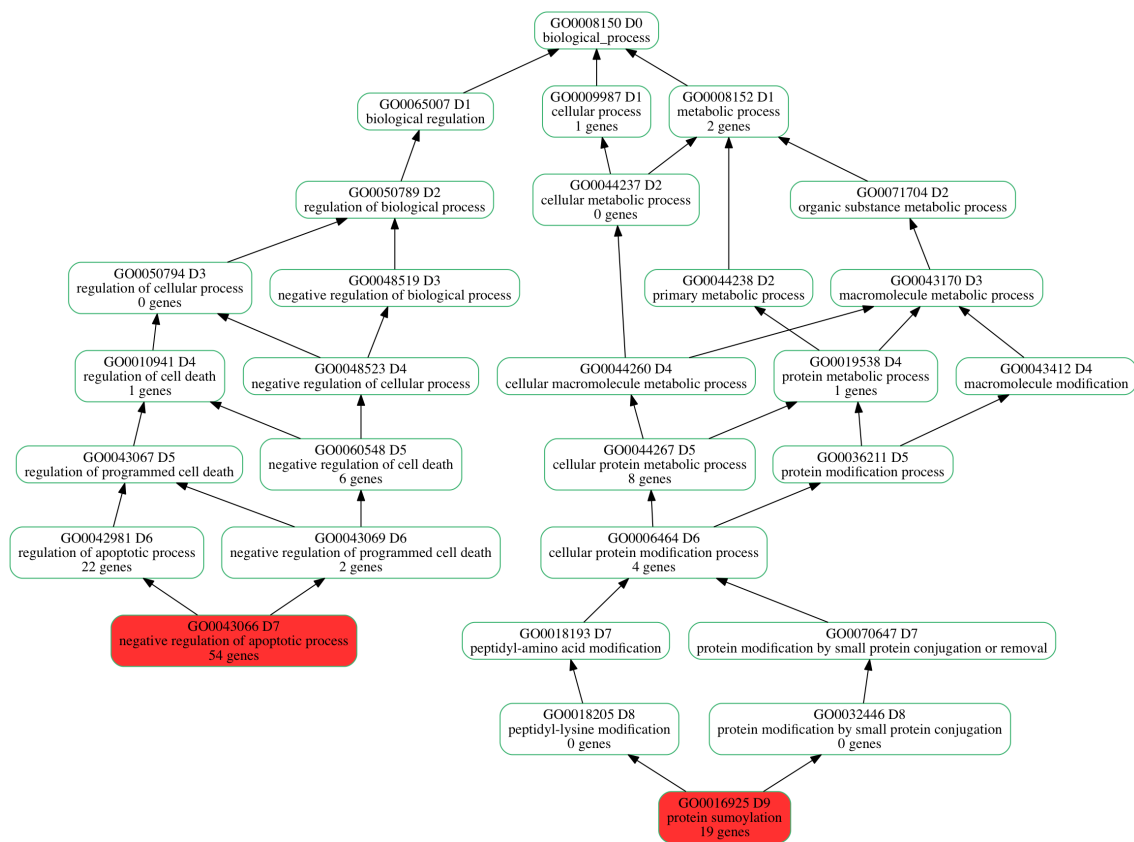 GO0008150 D0
biological_process
GO0065007 D1
biological regulation
GO0009987 D1
cellular process
1 genes
GO0008152 D1
metabolic process
2 genes
GO0050789 D2
regulation of biological process
GO0044237 D2
cellular metabolic process
0 genes
GO0071704 D2
organic substance metabolic process
GO0050794 D3
regulation of cellular process
0 genes
GO0048519 D3
negative regulation of biological process
GO0044238 D2
primary metabolic process
GO0043170 D3
macromolecule metabolic process
GO0010941 D4
regulation of cell death
1 genes
GO0048523 D4
negative regulation of cellular process
GO0044260 D4
cellular macromolecule metabolic process
GO0019538 D4
protein metabolic process
1 genes
GO0043412 D4
macromolecule modification
GO0043067 D5
regulation of programmed cell death
GO0060548 D5
negative regulation of cell death
6 genes
GO0044267 D5
cellular protein metabolic process
8 genes
GO0036211 D5
protein modification process
GO0042981 D6
regulation of apoptotic process
22 genes
GO0043069 D6
negative regulation of programmed cell death
2 genes
GO0006464 D6
cellular protein modification process
4 genes
GO0043066 D7
negative regulation of apoptotic process
54 genes
GO0018193 D7
peptidyl-amino acid modification
GO0070647 D7
protein modification by small protein conjugation or removal
GO0018205 D8
peptidyl-lysine modification
0 genes
GO0032446 D8
protein modification by small protein conjugation
0 genes
GO0016925 D9
protein sumoylation
19 genes